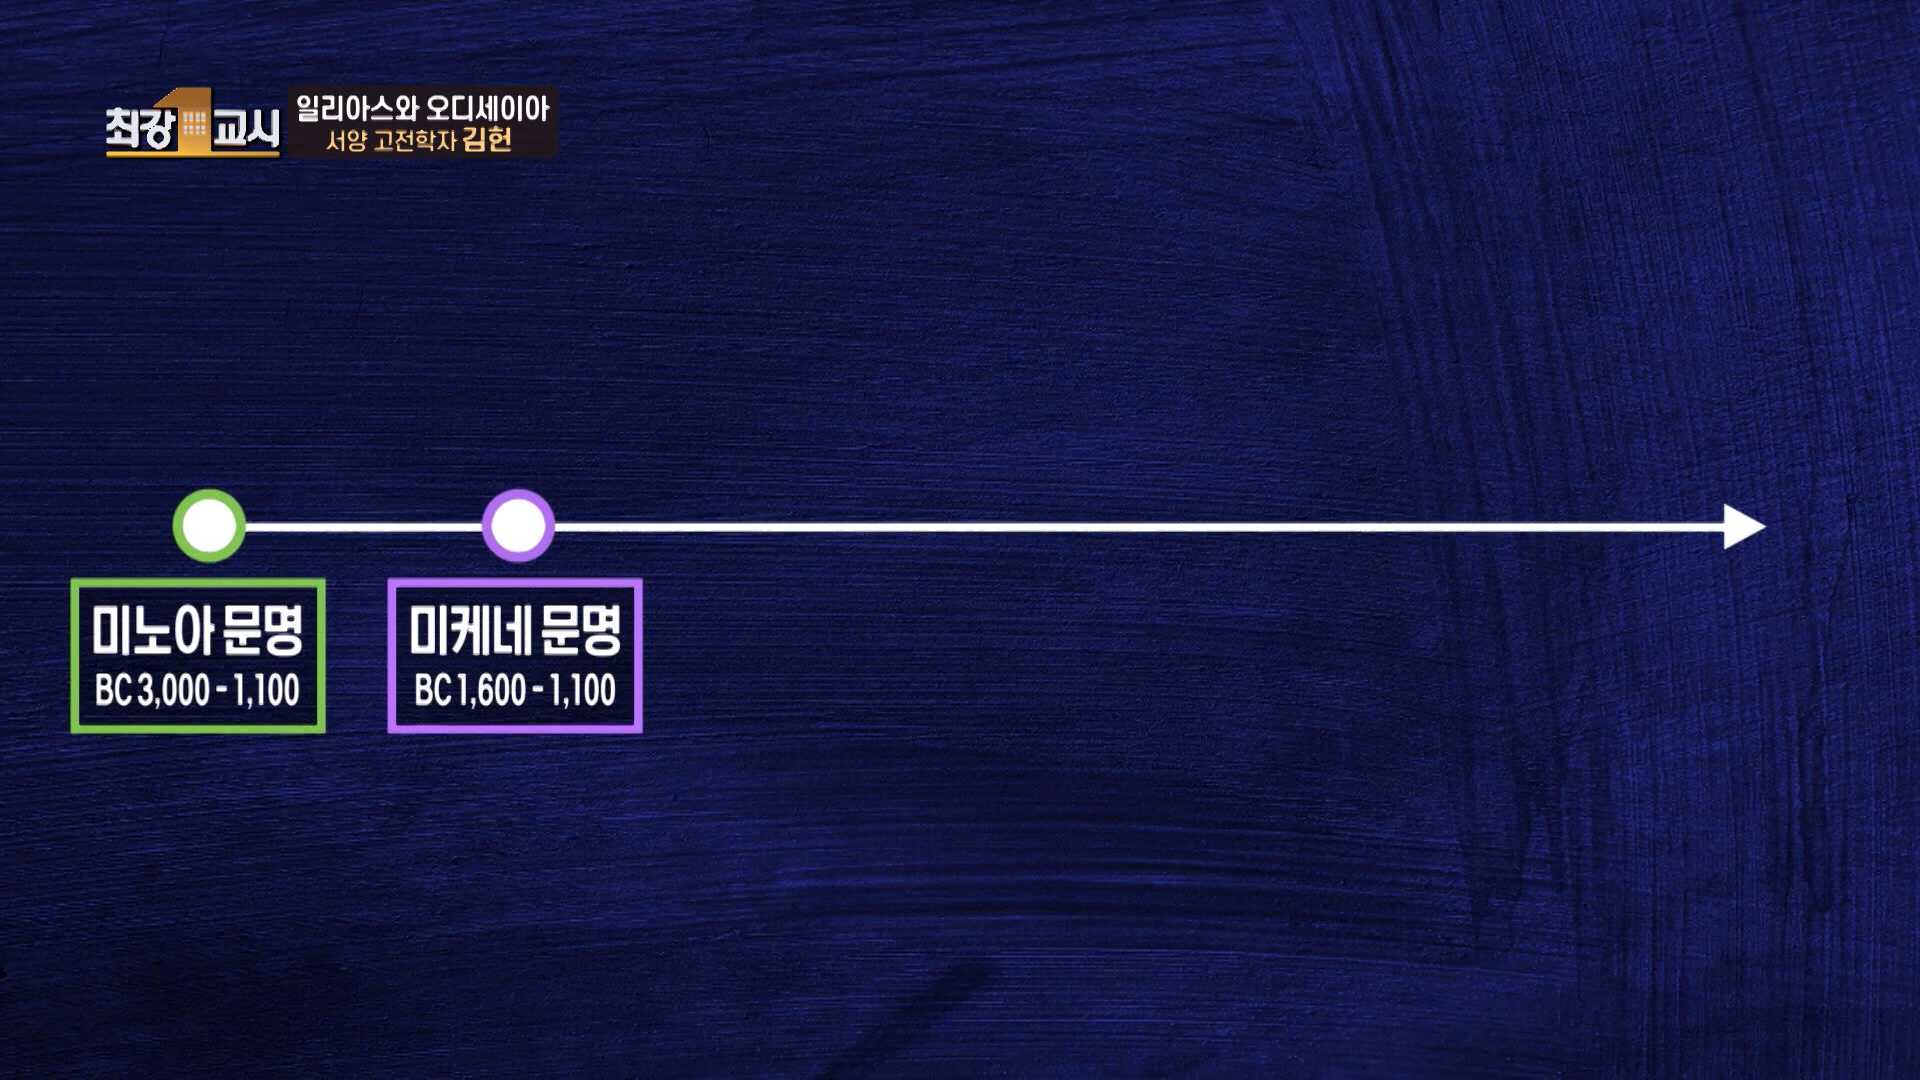 최강1교시
일리아스와 오디세이아
서양 고전학자 김헌
미노아 문명
BC 3,000 - 1,100
미케네 문명
BC 1,600 - 1,100